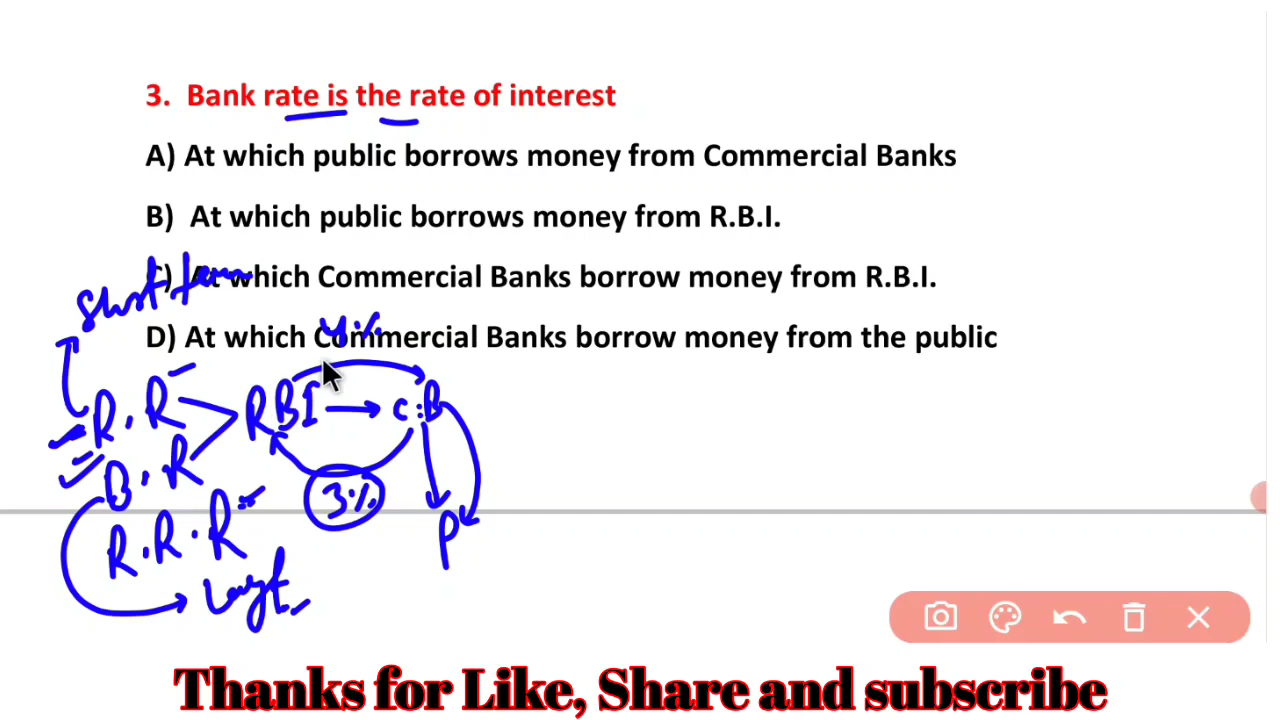 3. Bank rate is the rate of interest
A) At which public borrows money from Commercial Banks
B) At which public borrows money from R.B.I.
C) At which Commercial Banks borrow money from R.B.I.
short term
D) At which Commercial Banks borrow money from the public
4%
R.R
RBI → C.B
B.R
3%
R.R.R
P
Thanks for Like, Share and subscribe